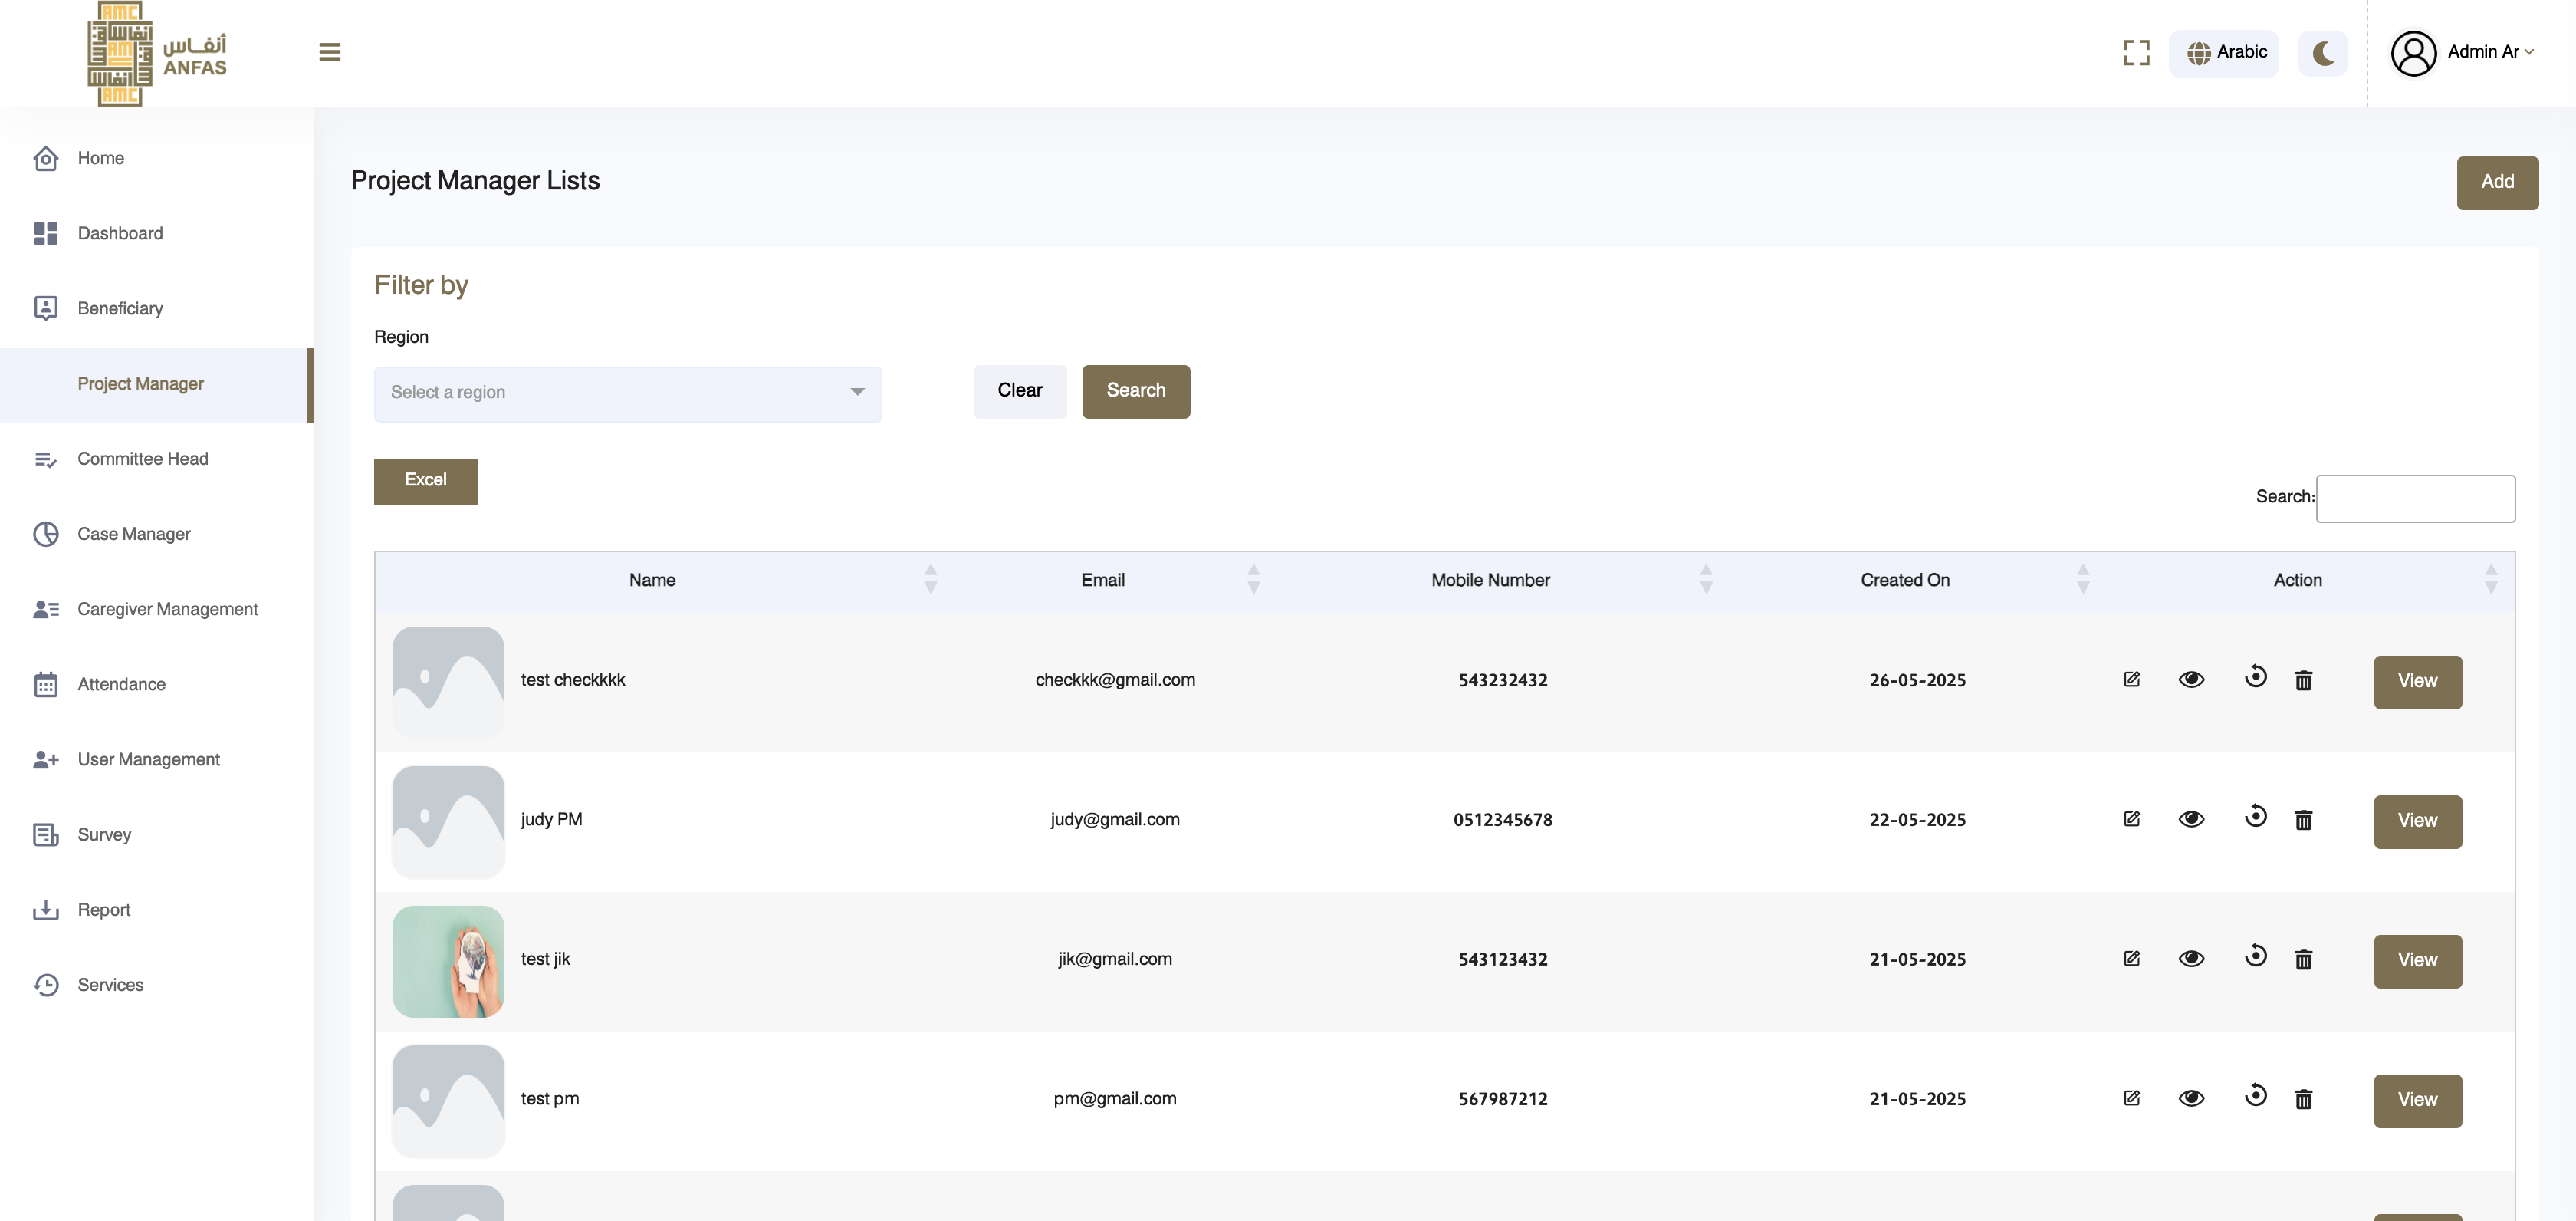 AMC
أنفاس
ANFAS
AMC
AMC
Arabic
Admin Ar
Home
Dashboard
Beneficiary
Project Manager
Committee Head
Case Manager
Caregiver Management
Attendance
User Management
Survey
Report
Services
Project Manager Lists
Add
Filter by
Region
Select a region
Clear
Search
Excel
Search:
Name Email Mobile Number Created On Action
test checkkkk checkkk@gmail.com 543232432 26-05-2025 View
judy PM judy@gmail.com 0512345678 22-05-2025 View
test jik jik@gmail.com 543123432 21-05-2025 View
test pm pm@gmail.com 567987212 21-05-2025 View